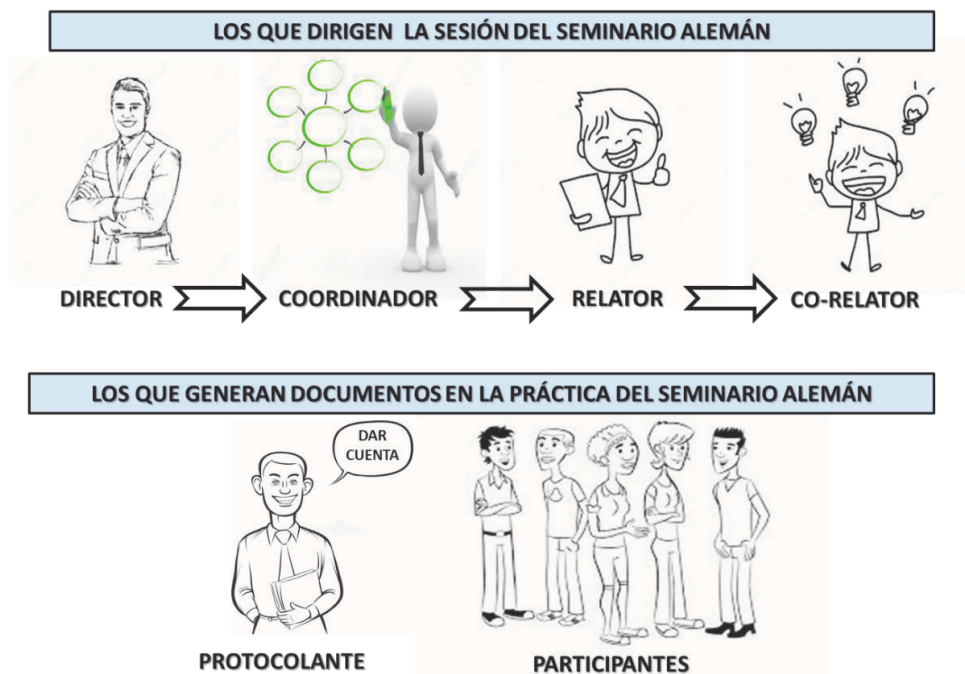 LOS QUE DIRIGEN LA SESIÓN DEL SEMINARIO ALEMÁN
DIRECTOR
COORDINADOR
RELATOR
CO-RELATOR
LOS QUE GENERAN DOCUMENTOS EN LA PRÁCTICA DEL SEMINARIO ALEMÁN
DAR
CUENTA
PROTOCOLANTE
PARTICIPANTES